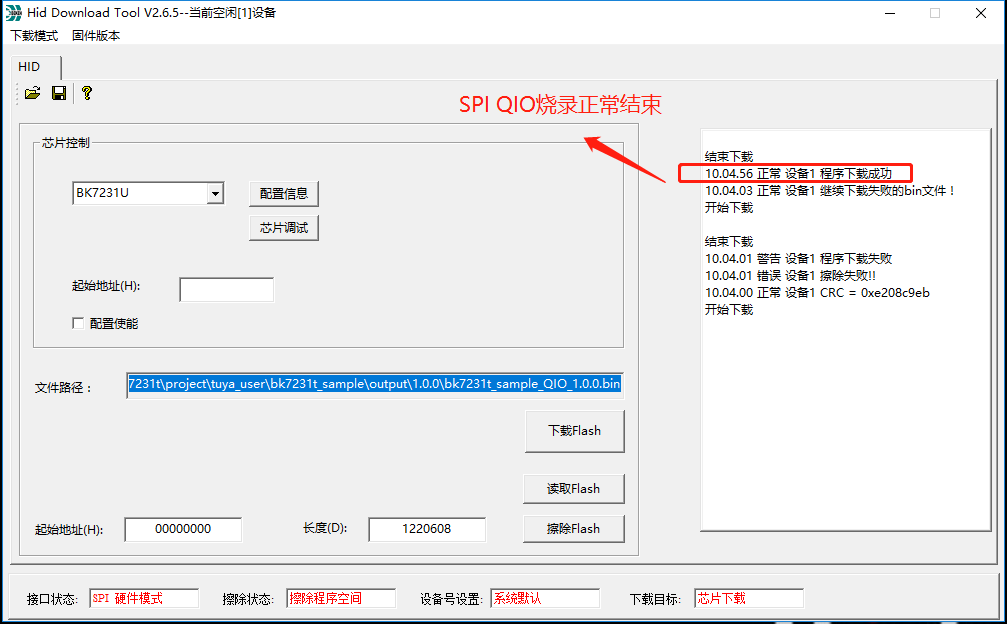 Hid Download Tool V2.6.5--当前空闲[1]设备
下载模式 固件版本
HID
?
SPI QIO烧录正常结束
芯片控制
BK7231U
配置信息
芯片调试
起始地址(H):
配置使能
文件路径：
7231t\project\tuya_user\bk7231t_sample\output\1.0.0\bk7231t_sample_QIO_1.0.0.bin
下载Flash
读取Flash
起始地址(H): 00000000 长度(D): 1220608 擦除Flash
结束下载
10.04.56 正常 设备1 程序下载成功
10.04.03 正常 设备1 继续下载失败的bin文件！
开始下载
结束下载
10.04.01 警告 设备1 程序下载失败
10.04.01 错误 设备1 擦除失败!!
10.04.00 正常 设备1 CRC = 0xe208c9eb
开始下载
接口状态: SPI 硬件模式 擦除状态: 擦除程序空间 设备号设置: 系统默认 下载目标: 芯片下载